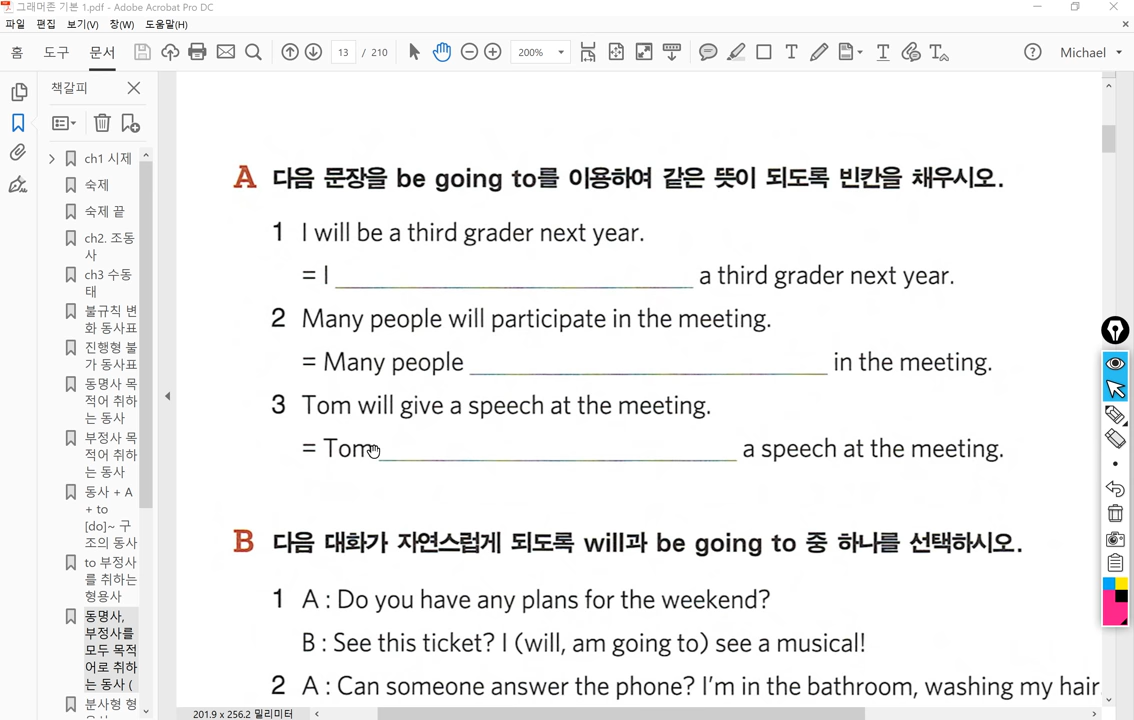 그래머존 기본 1.pdf - Adobe Acrobat Pro DC
파일 편집 보기(V) 창(W) 도움말(H)
홈 도구 문서 13 / 210 200% Michael
책갈피
ch1 시제
숙제
숙제 끝
ch2. 조동
사
ch3 수동
태
불규칙 변
화 동사표
진행형 불
가 동사표
동명사 목
적어 취하
는 동사
부정사 목
적어 취하
는 동사
동사 + A
+ to
[do]~ 구
조의 동사
to 부정사
를 취하는
형용사
동명사,
부정사를
모두 목적
어로 취하
는 동사 (
분사형 형
A 다음 문장을 be going to를 이용하여 같은 뜻이 되도록 빈칸을 채우시오.
1 I will be a third grader next year.
= I ______ a third grader next year.
2 Many people will participate in the meeting.
= Many people ______ in the meeting.
3 Tom will give a speech at the meeting.
= Tom ______ a speech at the meeting.
B 다음 대화가 자연스럽게 되도록 will과 be going to 중 하나를 선택하시오.
1 A : Do you have any plans for the weekend?
B : See this ticket? I (will, am going to) see a musical!
2 A : Can someone answer the phone? I'm in the bathroom, washing my hair
201.9 x 256.2 밀리미터